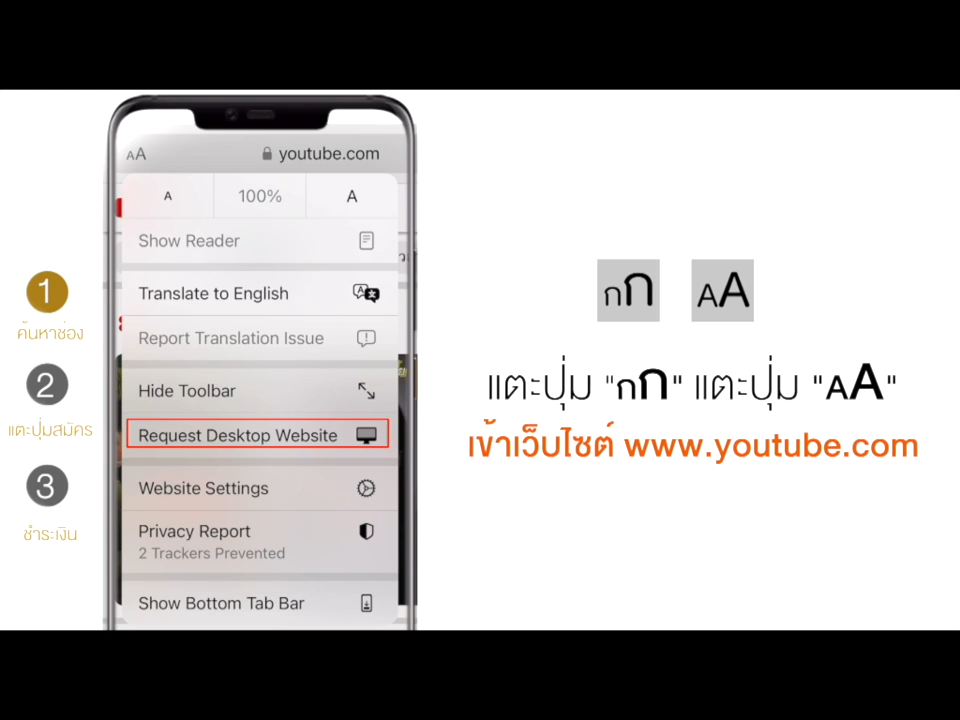 AA
youtube.com
A
100%
A
Show Reader
Translate to English
Report Translation Issue
Hide Toolbar
Request Desktop Website
Website Settings
Privacy Report
2 Trackers Prevented
Show Bottom Tab Bar
1
ค้นหาช่อง
2
แตะปุ่มสมัคร
3
ชำระเงิน
กก AA
แตะปุ่ม "กก" แตะปุ่ม "AA"
เข้าเว็บไซต์ www.youtube.com